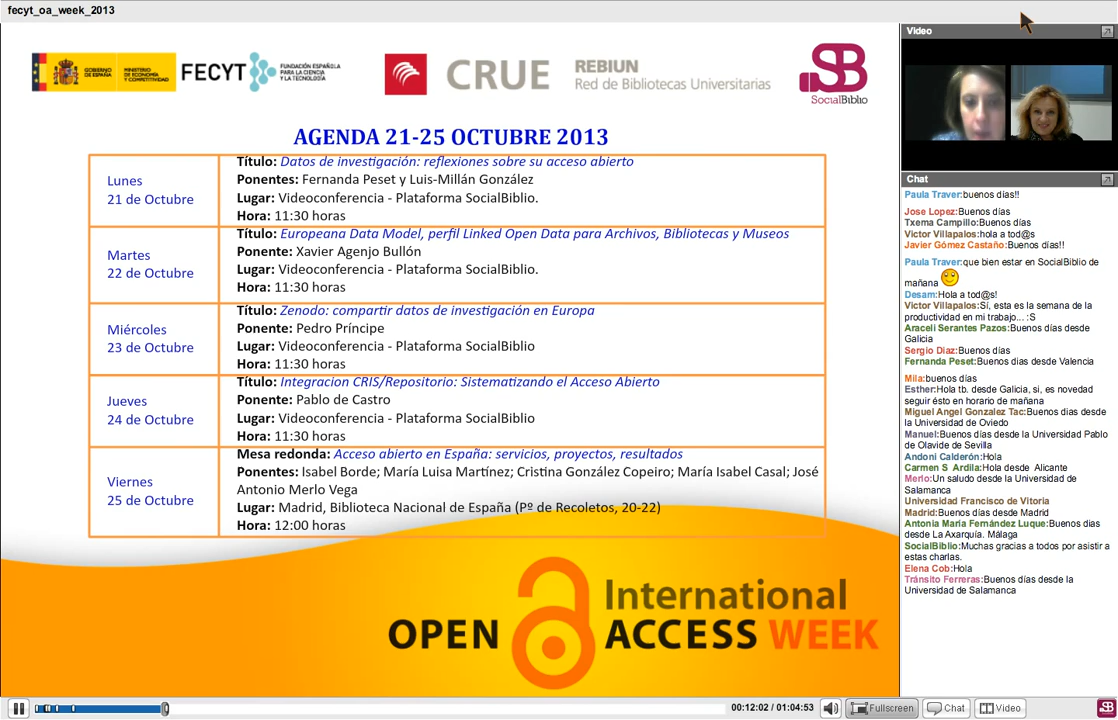 fecyt_oa_week_2013
GOBIERNO
DE ESPAÑA
MINISTERIO
DE ECONOMÍA
Y COMPETITIVIDAD
FECYT
FUNDACIÓN ESPAÑOLA
PARA LA CIENCIA
Y LA TECNOLOGÍA
CRUE
REBIUN
Red de Bibliotecas Universitarias
SB
SocialBiblio
AGENDA 21-25 OCTUBRE 2013
Lunes
21 de Octubre
Título: Datos de investigación: reflexiones sobre su acceso abierto
Ponentes: Fernanda Peset y Luis-Millán González
Lugar: Videoconferencia - Plataforma SocialBiblio.
Hora: 11:30 horas
Martes
22 de Octubre
Título: Europeana Data Model, perfil Linked Open Data para Archivos, Bibliotecas y Museos
Ponente: Xavier Agenjo Bullón
Lugar: Videoconferencia - Plataforma SocialBiblio.
Hora: 11:30 horas
Miércoles
23 de Octubre
Título: Zenodo: compartir datos de investigación en Europa
Ponente: Pedro Príncipe
Lugar: Videoconferencia - Plataforma SocialBiblio
Hora: 11:30 horas
Jueves
24 de Octubre
Título: Integracion CRIS/Repositorio: Sistematizando el Acceso Abierto
Ponente: Pablo de Castro
Lugar: Videoconferencia - Plataforma SocialBiblio
Hora: 11:30 horas
Viernes
25 de Octubre
Mesa redonda: Acceso abierto en España: servicios, proyectos, resultados
Ponentes: Isabel Borde; María Luisa Martínez; Cristina González Copeiro; María Isabel Casal; José
Antonio Merlo Vega
Lugar: Madrid, Biblioteca Nacional de España (Pº de Recoletos, 20-22)
Hora: 12:00 horas
International
OPEN ACCESS WEEK
Video
Chat
Paula Traver:buenos días!!
Jose Lopez:Buenos días
Txema Campillo:Buenos días
Victor Villapalos:hola a tod@s
Javier Gómez Castaño:Buenos días!!
Paula Traver:que bien estar en SocialBiblio de
mañana
Desam:Hola a tod@s!
Victor Villapalos:Sí, esta es la semana de la
productividad en mi trabajo... :S
Araceli Serantes Pazos:Buenos días desde
Galicia
Sergio Diaz:Buenos días
Fernanda Peset:Buenos dias desde Valencia
Mila:buenos días
Esther:Hola tb. desde Galicia, si, es novedad
seguir ésto en horario de mañana
Miguel Angel Gonzalez Tac:Buenos dias desde
la Universidad de Oviedo
Manuel:Buenos días desde la Universidad Pablo
de Olavide de Sevilla
Andoni Calderón:Hola
Carmen S Ardila:Hola desde Alicante
Merlo:Un saludo desde la Universidad de
Salamanca
Universidad Francisco de Vitoria
Madrid:Buenos días desde Madrid
Antonia Maria Fernández Luque:Buenos dias
desde La Axarquía. Málaga
SocialBiblio:Muchas gracias a todos por asistir a
estas charlas.
Elena Cob:Hola
Tránsito Ferreras:Buenos días desde la
Universidad de Salamanca
00:12:02 / 01:04:53
Fullscreen
Chat
Video
SB